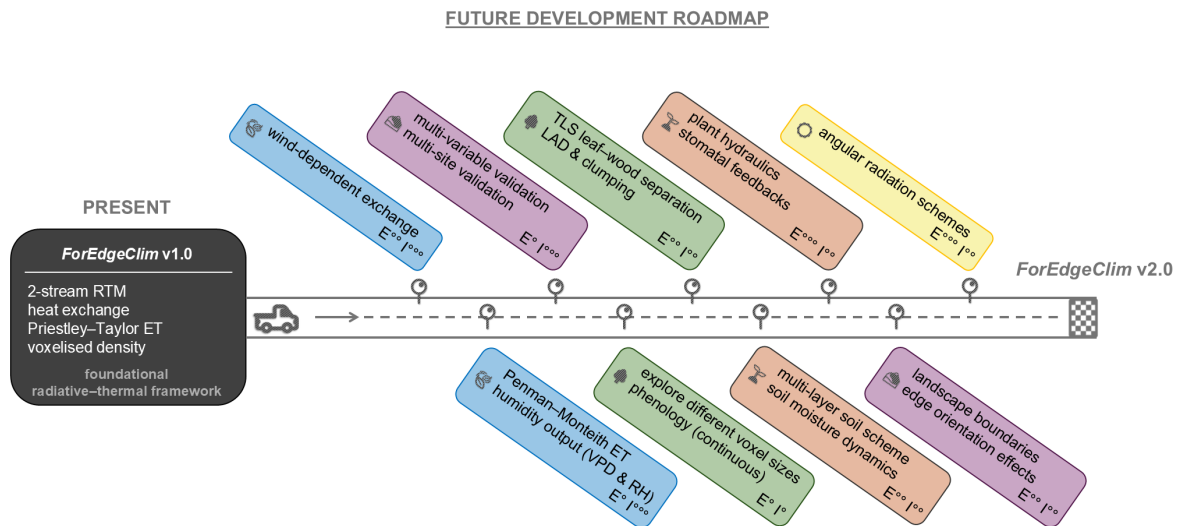 FUTURE DEVELOPMENT ROADMAP
wind-dependent exchange
E°° I°°°
multi-variable validation
multi-site validation
E° I°°°
TLS leaf–wood separation
LAD & clumping
E°° I°°
plant hydraulics
stomatal feedbacks
E°°° I°°
angular radiation schemes
E°°° I°°
PRESENT
ForEdgeClim v1.0
2-stream RTM
heat exchange
Priestley–Taylor ET
voxelised density
foundational
radiative–thermal framework
ForEdgeClim v2.0
Penman–Monteith ET
humidity output (VPD & RH)
E° I°°°
explore different voxel sizes
phenology (continuous)
E° I°
multi-layer soil scheme
soil moisture dynamics
E°° I°°
landscape boundaries
edge orientation effects
E°° I°°